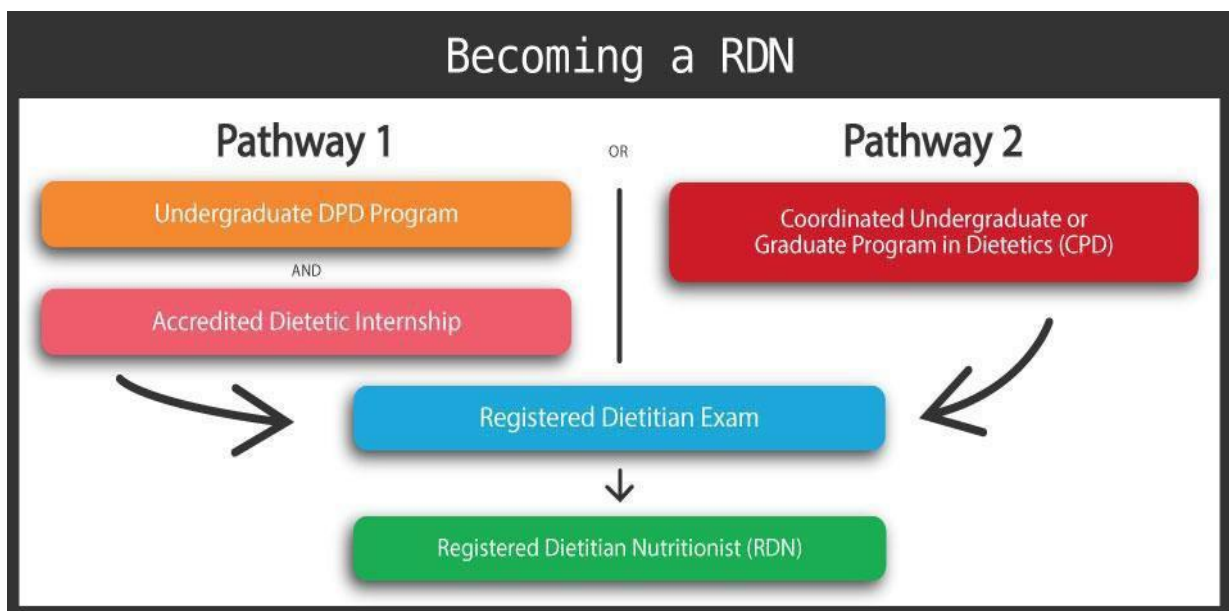 Becoming a RDN
Pathway 1
OR
Pathway 2
Undergraduate DPD Program
AND
Accredited Dietetic Internship
Coordinated Undergraduate or
Graduate Program in Dietetics (CPD)
Registered Dietitian Exam
Registered Dietitian Nutritionist (RDN)